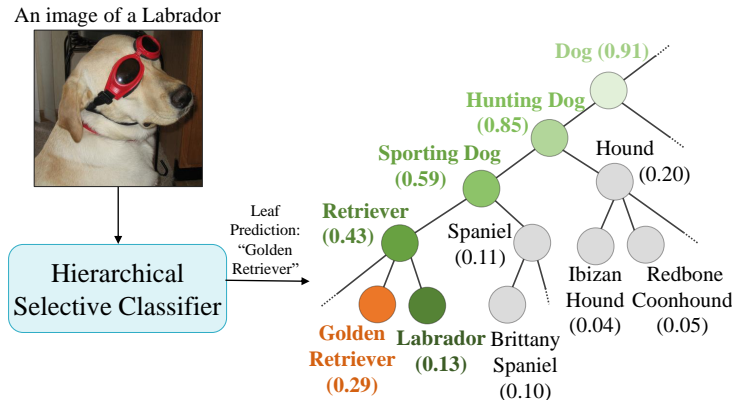 An image of a Labrador
Dog (0.91)
Hunting Dog
(0.85)
Hound
(0.20)
Sporting Dog
(0.59)
Leaf
Prediction:
“Golden
Retriever”
Retriever
(0.43)
Spaniel
(0.11)
Hierarchical
Selective Classifier
Ibizan
Hound
(0.04)
Redbone
Coonhound
(0.05)
Golden
Retriever
(0.29)
Labrador
(0.13)
Brittany
Spaniel
(0.10)